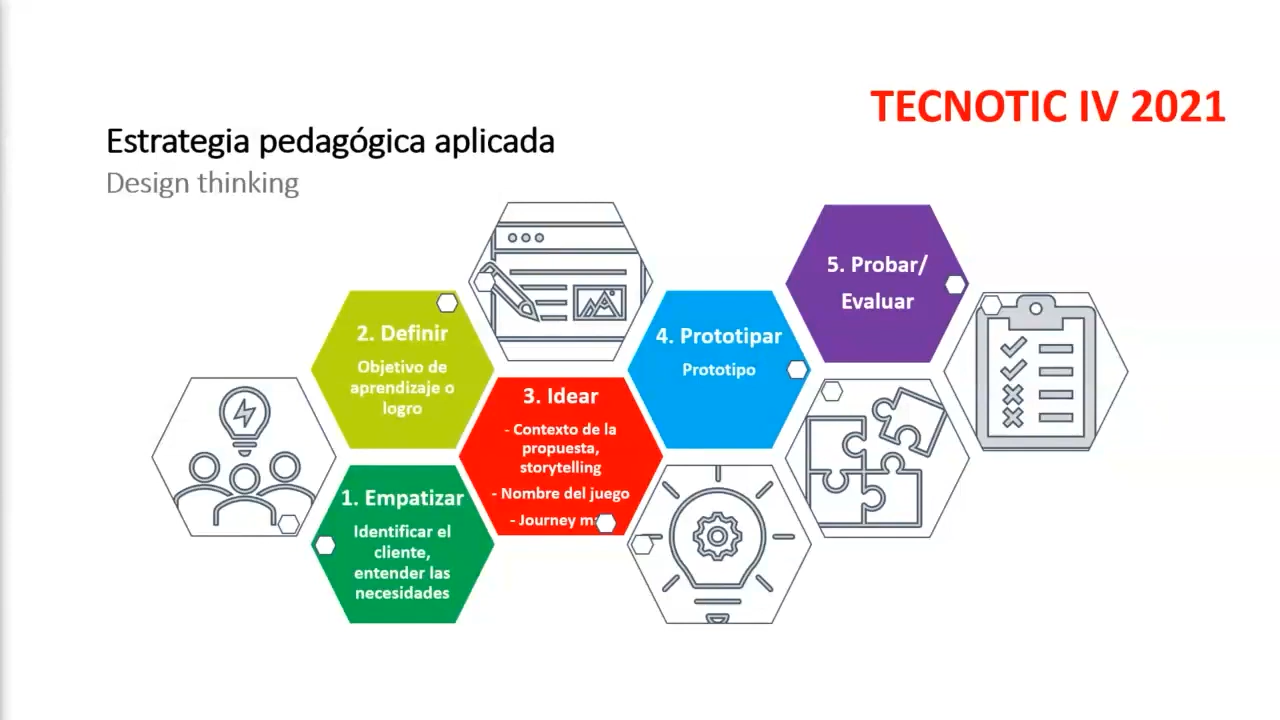 TECNOTIC IV 2021
Estrategia pedagógica aplicada
Design thinking
1. Empatizar
Identificar el
cliente,
entender las
necesidades
2. Definir
Objetivo de
aprendizaje o
logro
3. Idear
- Contexto de la
propuesta,
storytelling
- Nombre del juego
- Journey
4. Prototipar
Prototipo
5. Probar/
Evaluar